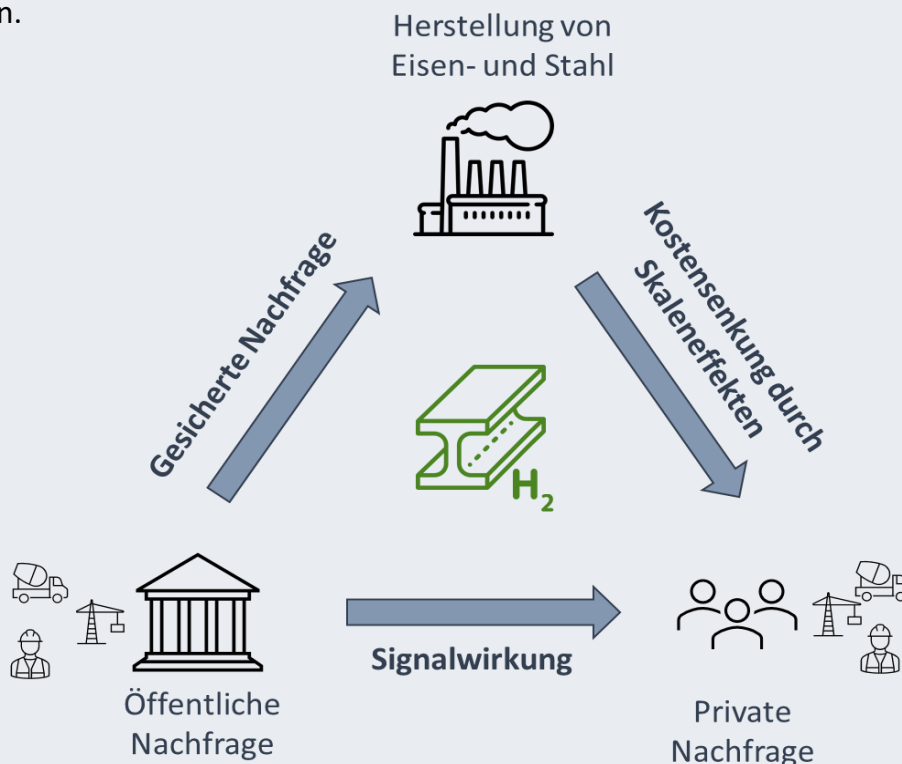 n.
Herstellung von
Eisen- und Stahl
Gesicherte Nachfrage
Kostensenkung durch
Skaleneffekten
H₂
Signalwirkung
Öffentliche
Nachfrage
Private
Nachfrage